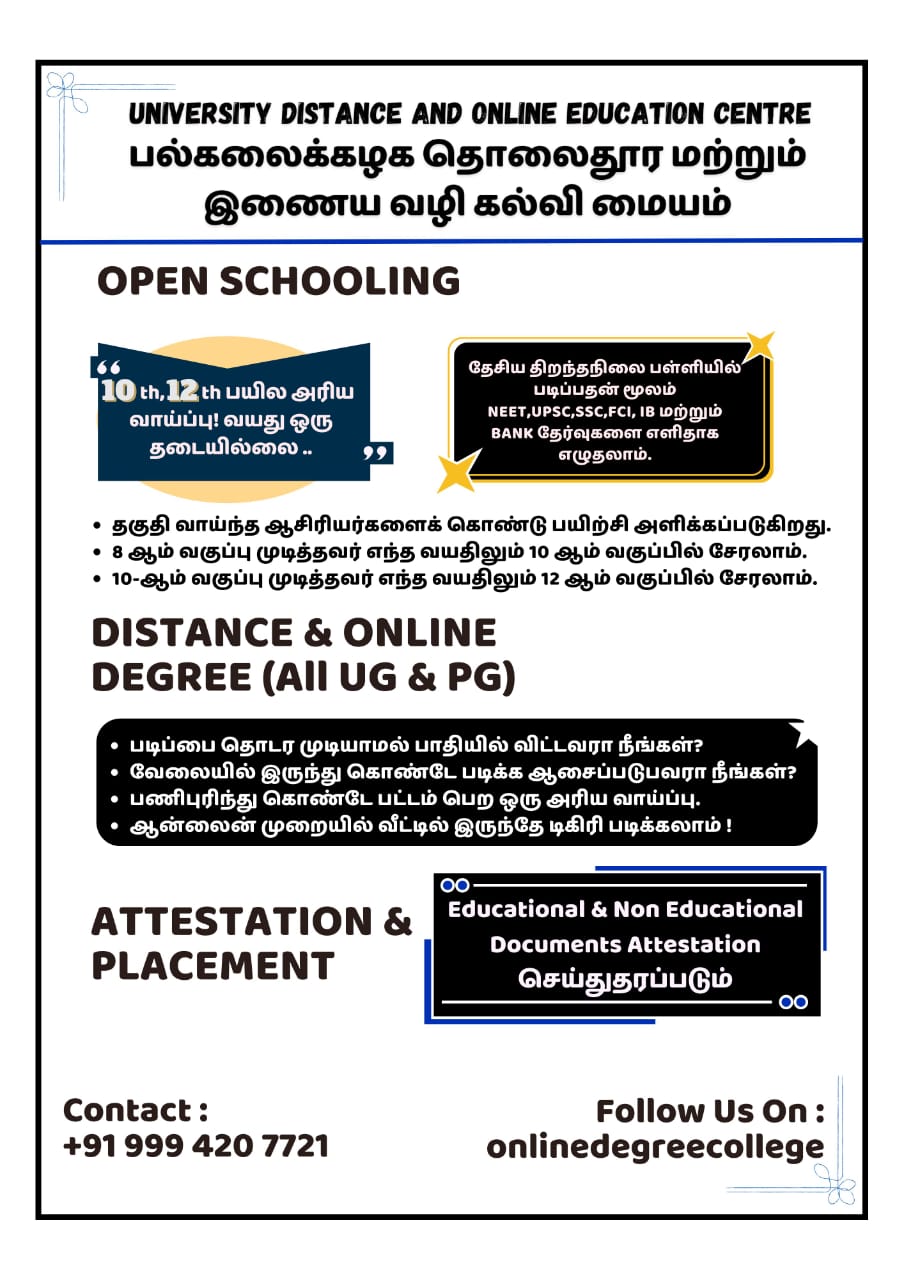 UNIVERSITY DISTANCE AND ONLINE EDUCATION CENTRE
பல்கலைக்கழக தொலைதூர மற்றும்
இணைய வழி கல்வி மையம்
OPEN SCHOOLING
“
10 th,12 th பயில அரிய
வாய்ப்பு! வயது ஒரு
தடையில்லை ..
”
தேசிய திறந்தநிலை பள்ளியில்
படிப்பதன் மூலம்
NEET,UPSC,SSC,FCI, IB மற்றும்
BANK தேர்வுகளை எளிதாக
எழுதலாம்.
• தகுதி வாய்ந்த ஆசிரியர்களைக் கொண்டு பயிற்சி அளிக்கப்படுகிறது.
• 8 ஆம் வகுப்பு முடித்தவர் எந்த வயதிலும் 10 ஆம் வகுப்பில் சேரலாம்.
• 10-ஆம் வகுப்பு முடித்தவர் எந்த வயதிலும் 12 ஆம் வகுப்பில் சேரலாம்.
DISTANCE & ONLINE
DEGREE (All UG & PG)
• படிப்பை தொடர முடியாமல் பாதியில் விட்டவரா நீங்கள்?
• வேலையில் இருந்து கொண்டே படிக்க ஆசைப்படுபவரா நீங்கள்?
• பணிபுரிந்து கொண்டே பட்டம் பெற ஒரு அரிய வாய்ப்பு.
• ஆன்லைன் முறையில் வீட்டில் இருந்தே டிகிரி படிக்கலாம் !
ATTESTATION &
PLACEMENT
Educational & Non Educational
Documents Attestation
செய்துதரப்படும்
Contact :
+91 999 420 7721
Follow Us On :
onlinedegreecollege